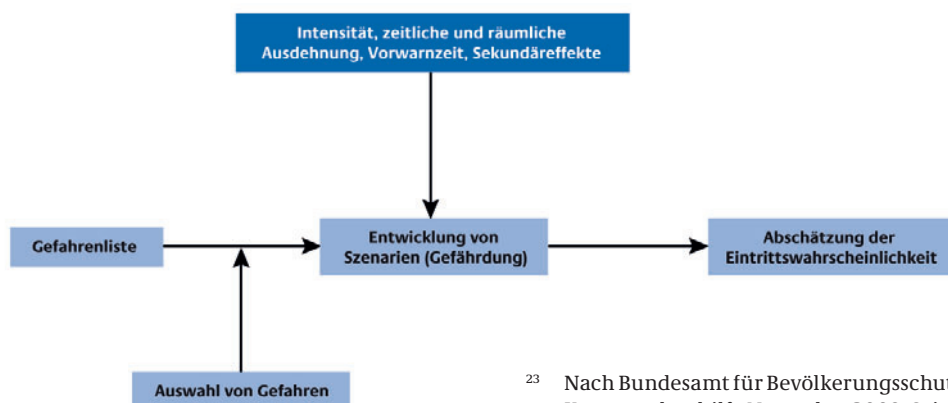 Intensität, zeitliche und räumliche
Ausdehnung, Vorwarnzeit, Sekundäreffekte
Gefahrenliste
Entwicklung von
Szenarien (Gefährdung)
Abschätzung der
Eintrittswahrscheinlichkeit
Auswahl von Gefahren
23 Nach Bundesamt für Bevölkerungsschut